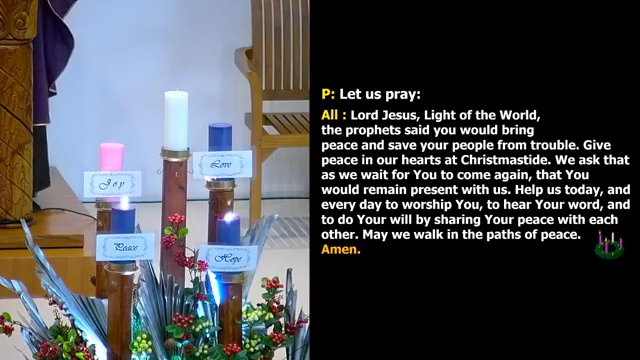 Love
Joy
Peace
Hope
P: Let us pray:
All : Lord Jesus, Light of the World,
the prophets said you would bring
peace and save your people from trouble. Give
peace in our hearts at Christmastide. We ask that
as we wait for You to come again, that You
would remain present with us. Help us today, and
every day to worship You, to hear Your word, and
to do Your will by sharing Your peace with each
other. May we walk in the paths of peace.
Amen.